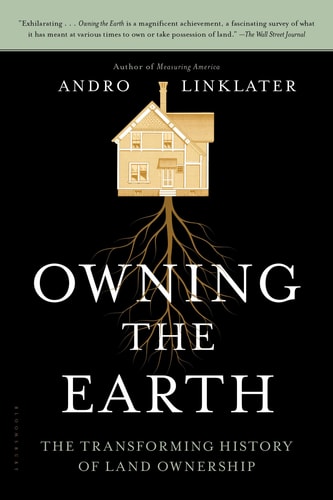 "Exhilarating . . . Owning the Earth is a magnificent achievement, a fascinating survey of what
it has meant at various times to own or take possession of land." —The Wall Street Journal
Author of Measuring America
ANDRO LINKLATER
OWNING
THE
EARTH
THE TRANSFORMING HISTORY
OF LAND OWNERSHIP
BLOOMSBURY